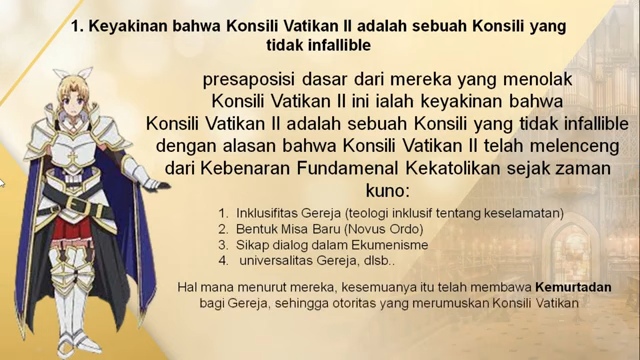 1. Keyakinan bahwa Konsili Vatikan II adalah sebuah Konsili yang
tidak infallible
presaposisi dasar dari mereka yang menolak
Konsili Vatikan II ini ialah keyakinan bahwa
Konsili Vatikan II adalah sebuah Konsili yang tidak infallible
dengan alasan bahwa Konsili Vatikan II telah melenceng
dari Kebenaran Fundamenal Kekatolikan sejak zaman
kuno:
1. Inklusifitas Gereja (teologi inklusif tentang keselamatan)
2. Bentuk Misa Baru (Novus Ordo)
3. Sikap dialog dalam Ekumenisme
4. universalitas Gereja, dlsb..
Hal mana menurut mereka, kesemuanya itu telah membawa Kemurtadan
bagi Gereja, sehingga otoritas yang merumuskan Konsili Vatikan